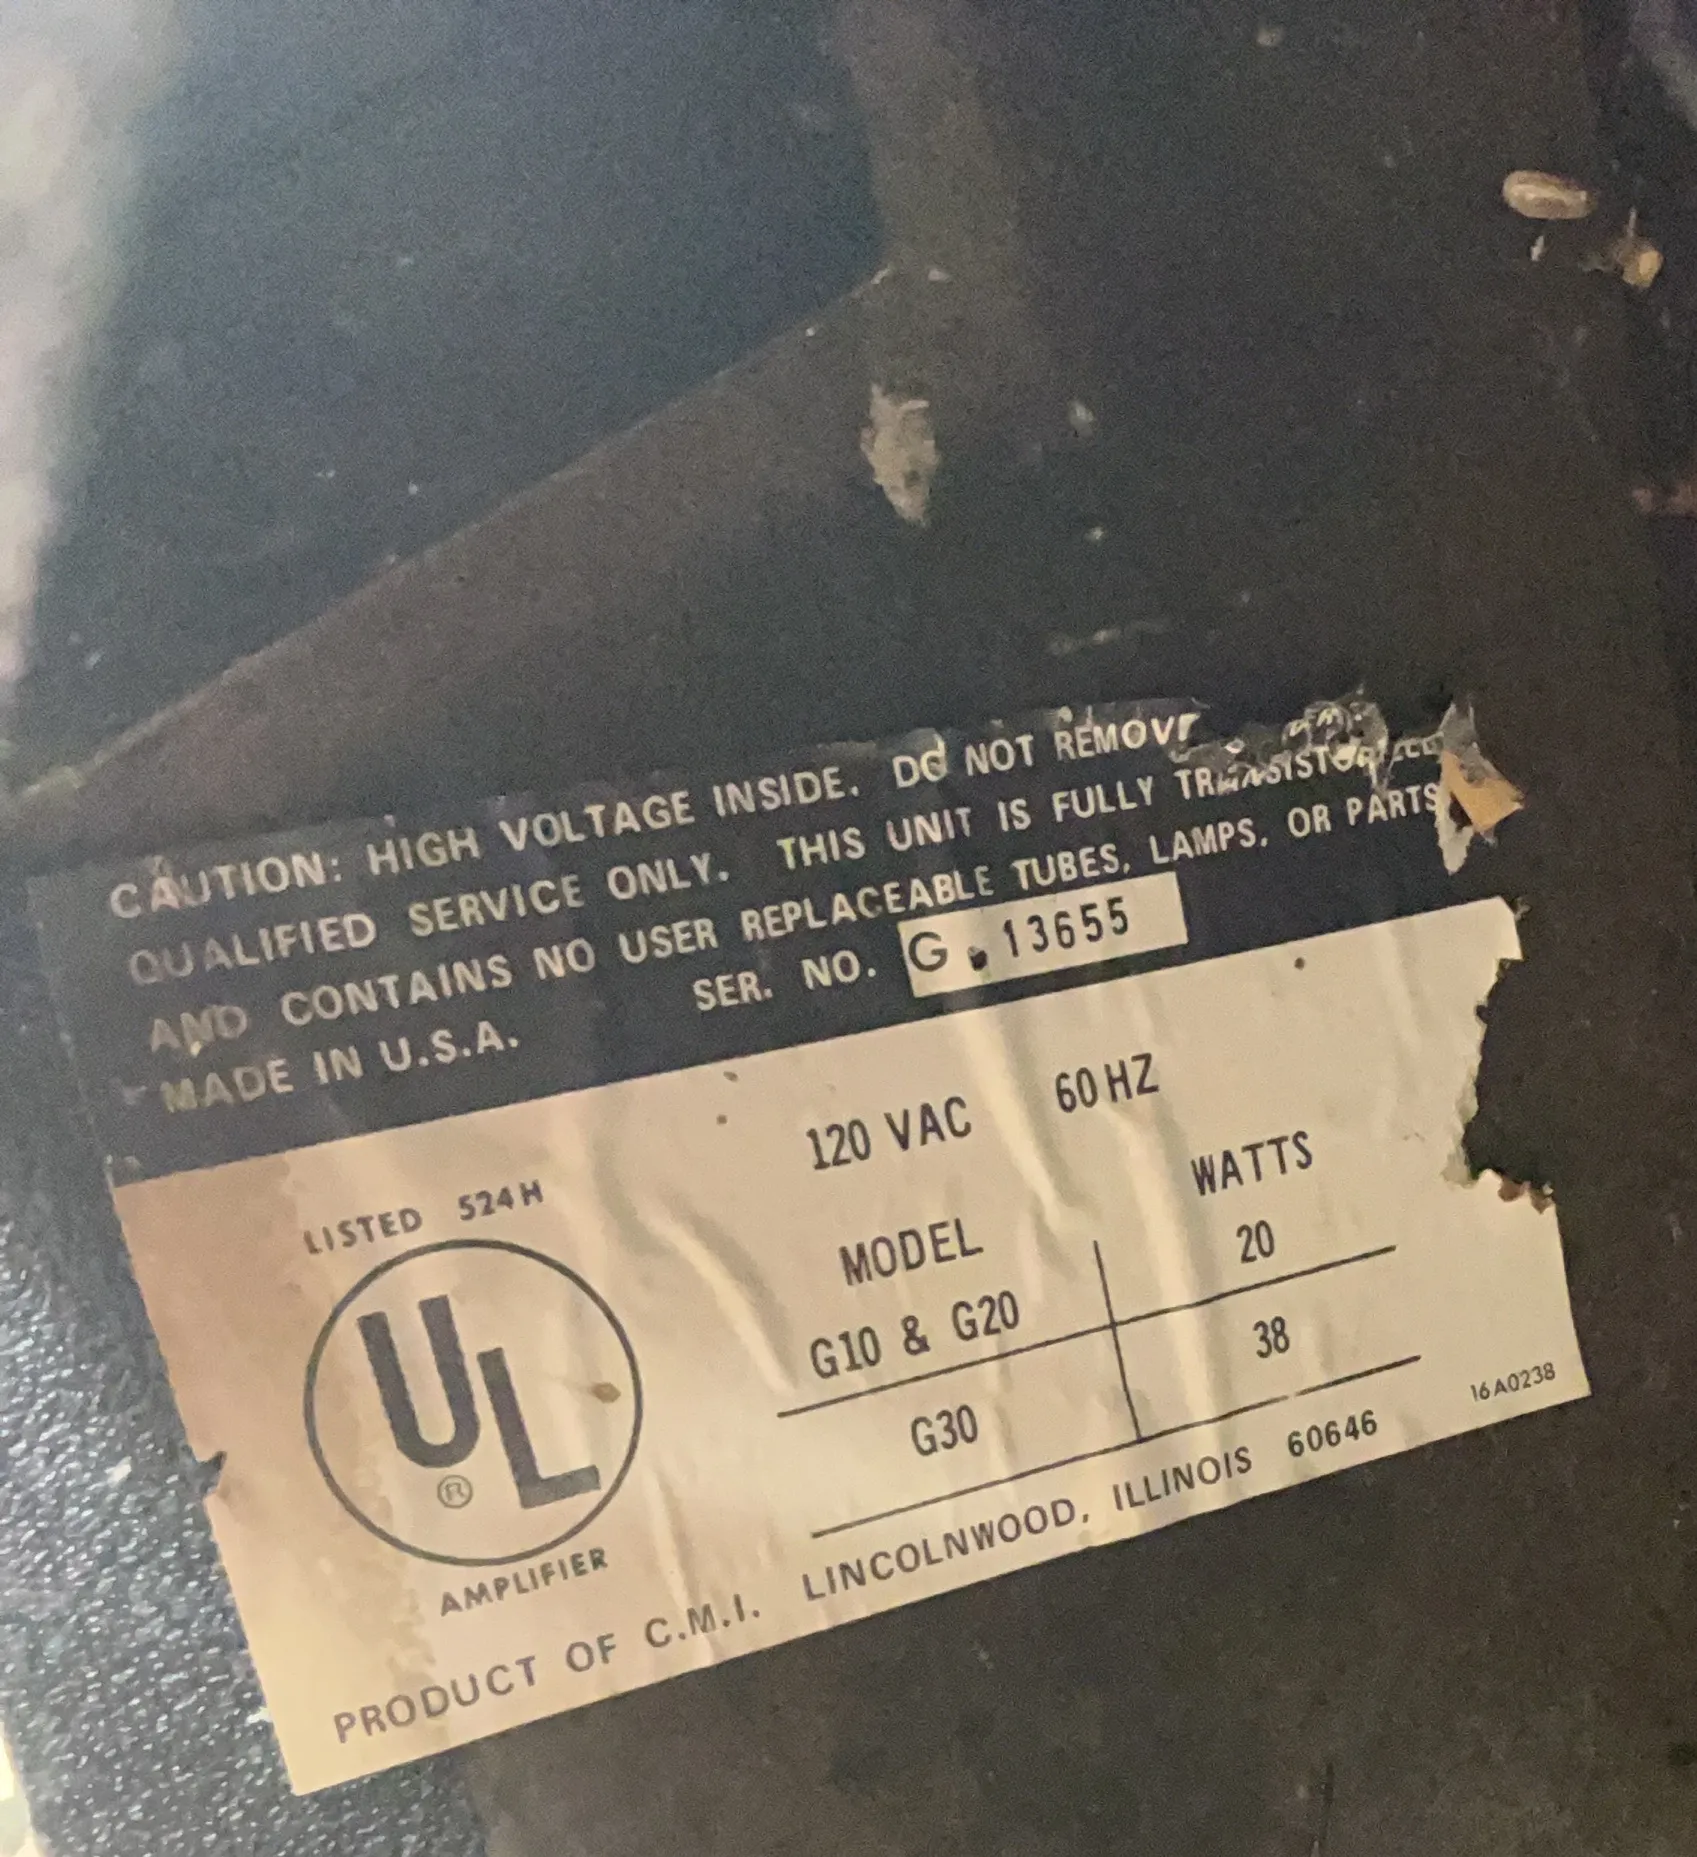 CAUTION: HIGH VOLTAGE INSIDE. DO NOT REMOVE
QUALIFIED SERVICE ONLY. THIS UNIT IS FULLY TRANSISTORIZED
AND CONTAINS NO USER REPLACEABLE TUBES, LAMPS, OR PARTS
MADE IN U.S.A. SER. NO. G. 13655
120 VAC 60 HZ
LISTED 524H
UL
®
AMPLIFIER
MODEL WATTS
G10 & G20 20
G30 38
16A0238
PRODUCT OF C.M.I. LINCOLNWOOD, ILLINOIS 60646